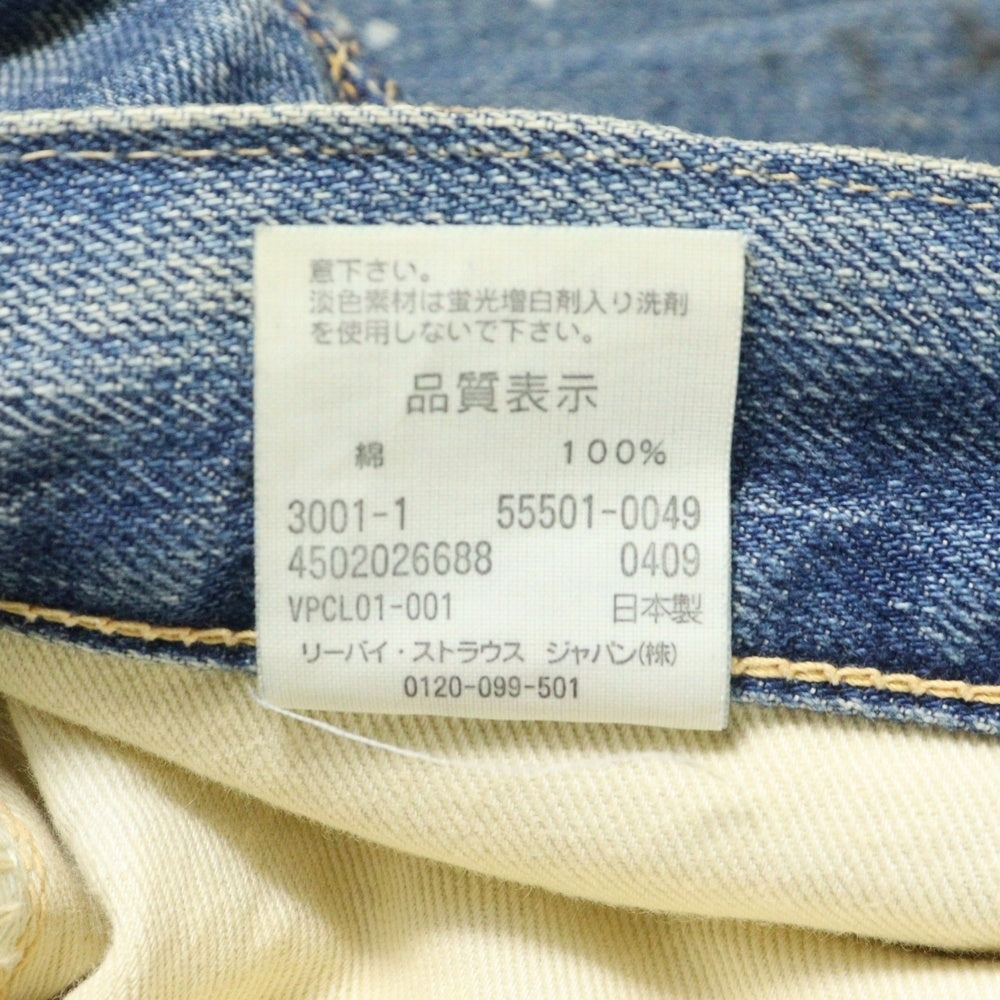 意下さい。
淡色素材は蛍光増白剤入り洗剤
を使用しないで下さい。
品質表示
綿 100%
3001-1 55501-0049
4502026688 0409
VPCL01-001 日本製
リーバイ・ストラウス ジャパン(株)
0120-099-501